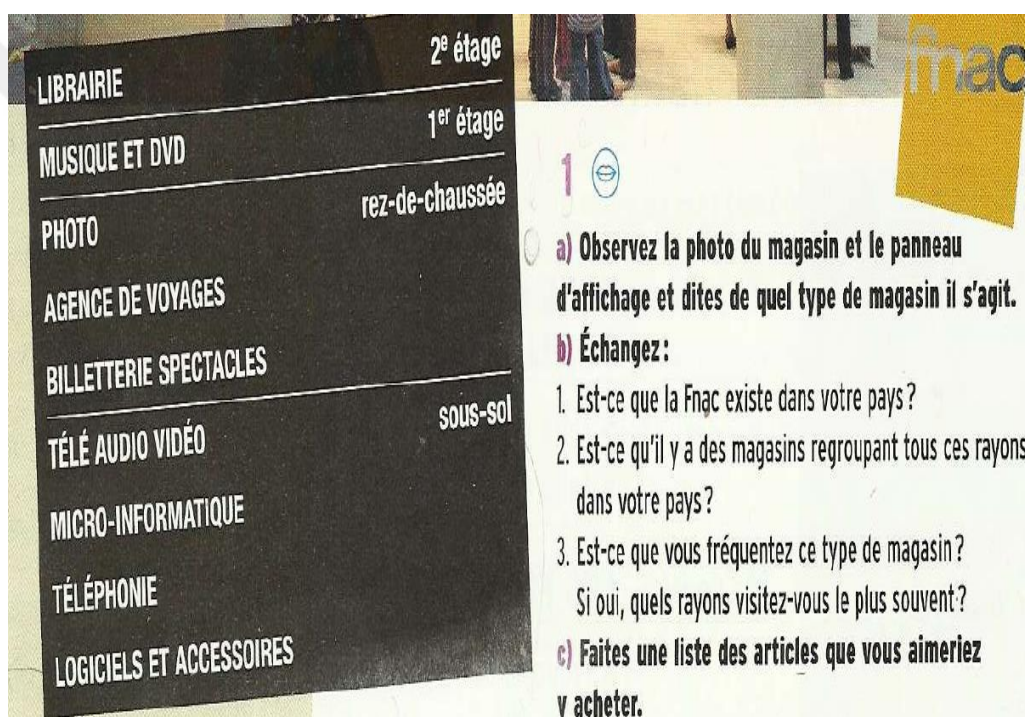 2e étage
LIBRAIRIE
1er étage
MUSIQUE ET DVD
rez-de-chaussée
PHOTO
AGENCE DE VOYAGES
BILLETTERIE SPECTACLES
sous-sol
TÉLÉ AUDIO VIDÉO
MICRO-INFORMATIQUE
TÉLÉPHONIE
LOGICIELS ET ACCESSOIRES
fnac
1
a) Observez la photo du magasin et le panneau
d'affichage et dites de quel type de magasin il s'agit.
b) Échangez :
1. Est-ce que la Fnac existe dans votre pays ?
2. Est-ce qu'il y a des magasins regroupant tous ces rayons
dans votre pays ?
3. Est-ce que vous fréquentez ce type de magasin ?
Si oui, quels rayons visitez-vous le plus souvent ?
c) Faites une liste des articles que vous aimeriez
y acheter.